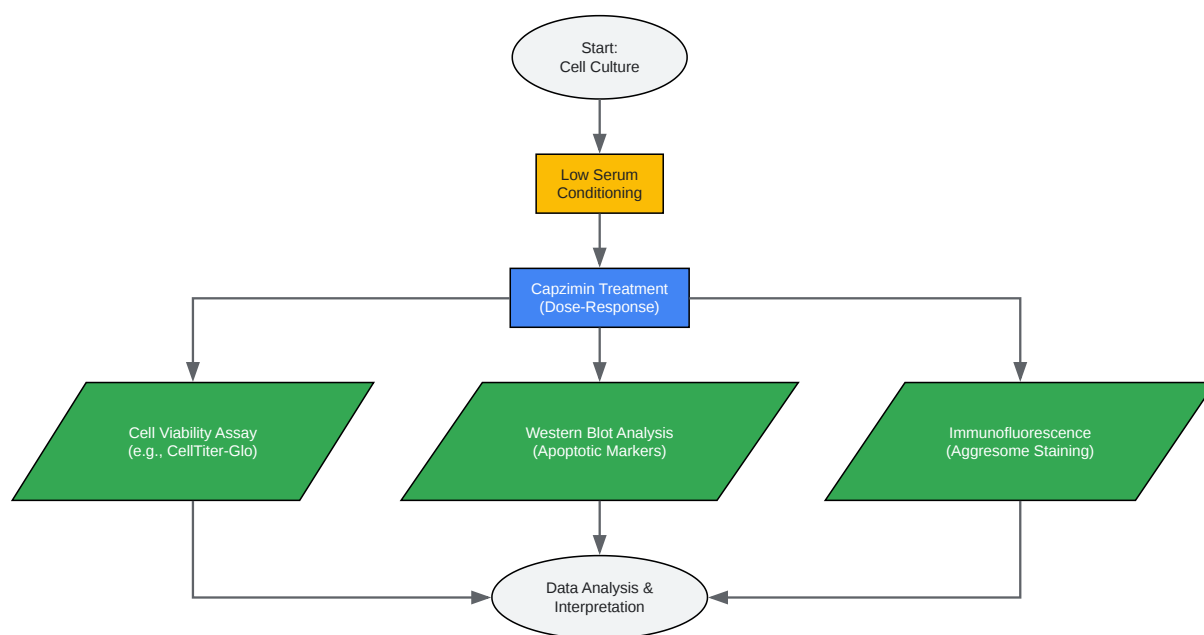 Start:
Cell Culture
Low Serum
Conditioning
Capzimin Treatment
(Dose-Response)
Cell Viability Assay
(e.g., CellTiter-Glo)
Western Blot Analysis
(Apoptotic Markers)
Immunofluorescence
(Aggresome Staining)
Data Analysis &
Interpretation